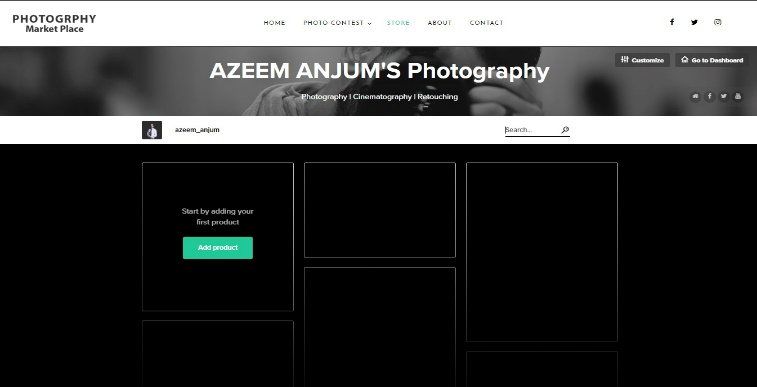 PHOTOGRPHY
Market Place
HOME PHOTO CONTEST STORE ABOUT CONTACT
AZEEM ANJUM'S Photography
Customize Go to Dashboard
Photography | Cinematography | Retouching
azeem_anjum
Search...
Start by adding your
first product
Add product